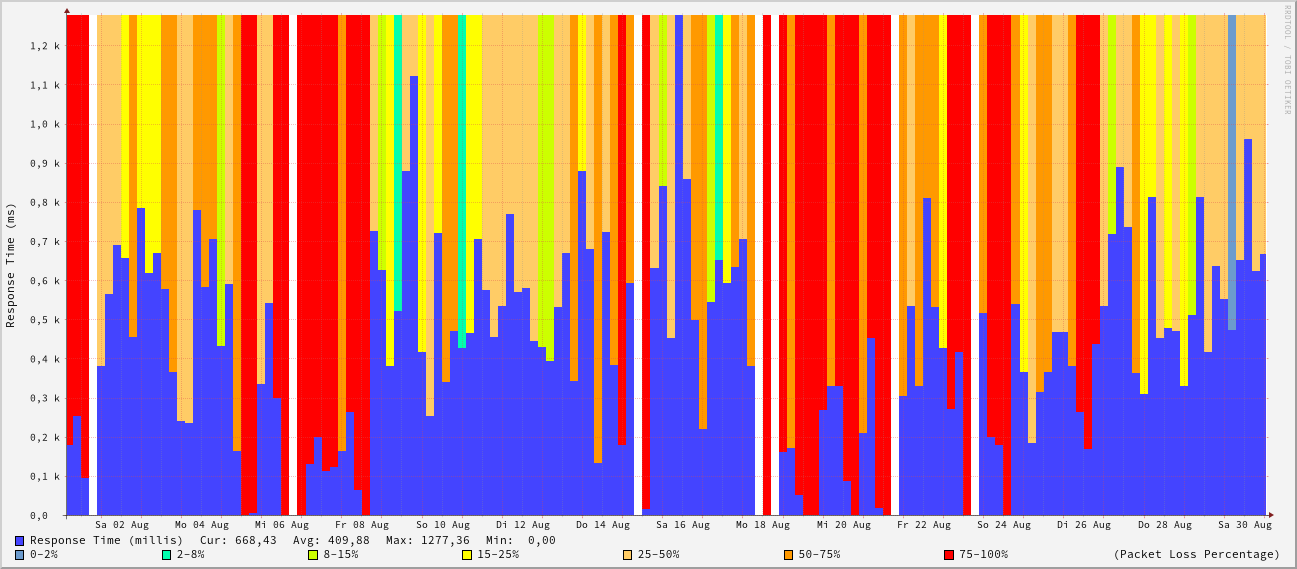 RRDTOOL / TOBI OETIKER
Response Time (ms)
1,2 k
1,1 k
1,0 k
0,9 k
0,8 k
0,7 k
0,6 k
0,5 k
0,4 k
0,3 k
0,2 k
0,1 k
0,0
Sa 02 Aug Mo 04 Aug Mi 06 Aug Fr 08 Aug So 10 Aug Di 12 Aug Do 14 Aug Sa 16 Aug Mo 18 Aug Mi 20 Aug Fr 22 Aug So 24 Aug Di 26 Aug Do 28 Aug Sa 30 Aug
Response Time (millis) Cur: 668,43 Avg: 409,88 Max: 1277,36 Min: 0,00
0-2% 2-8% 8-15% 15-25% 25-50% 50-75% 75-100% (Packet Loss Percentage)